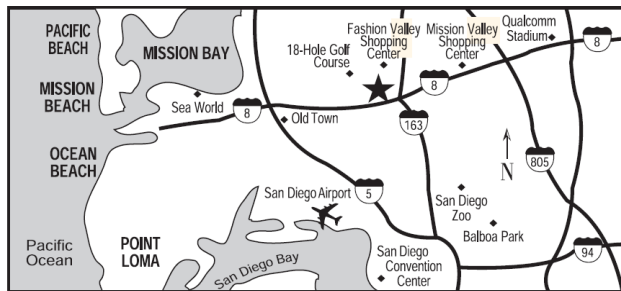 PACIFIC
BEACH
MISSION BAY
Fashion Valley
Shopping
Center
18-Hole Golf
Course
Mission Valley
Shopping
Center
Qualcomm
Stadium
8
MISSION
BEACH
Sea World
8
8
Old Town
163
OCEAN
BEACH
N
805
San Diego Airport
5
San Diego
Zoo
Balboa Park
Pacific
Ocean
POINT
LOMA
San Diego Bay
San Diego
Convention
Center
94